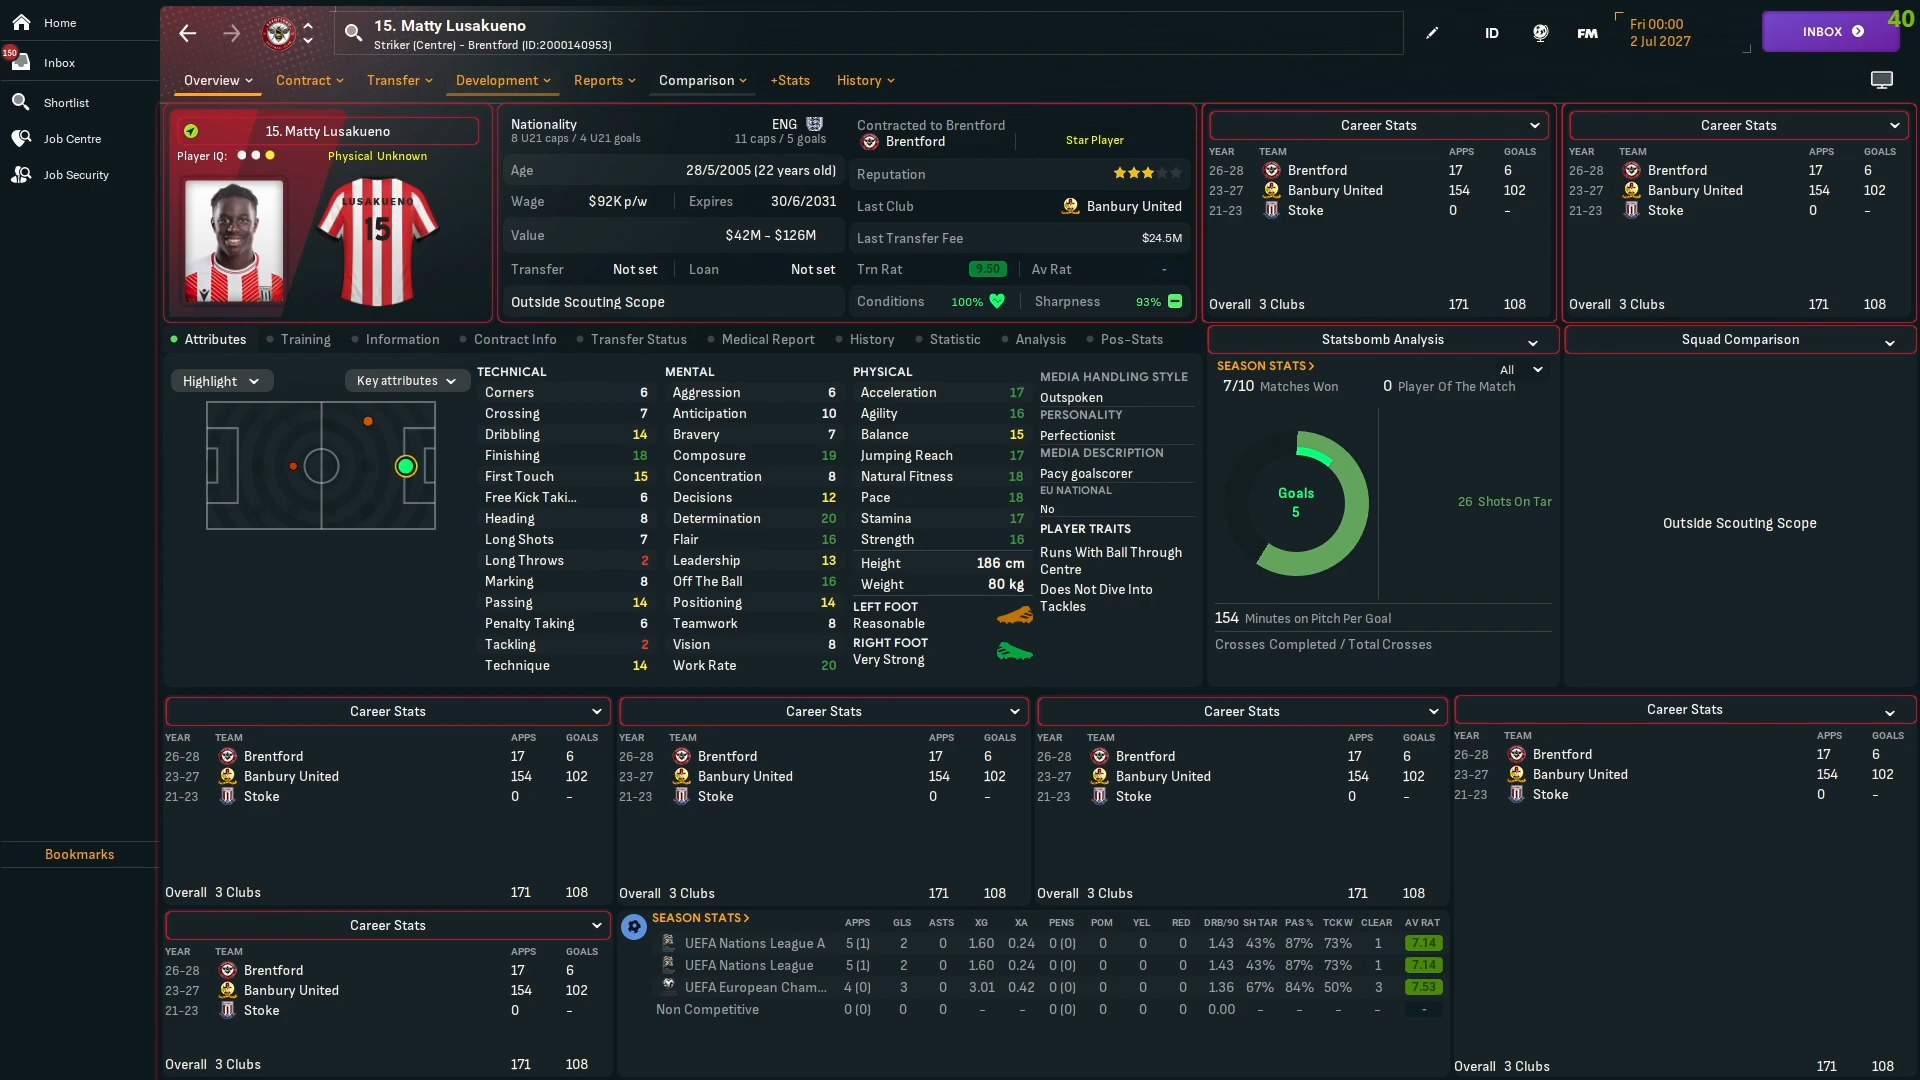 Home
150
Inbox
Shortlist
Job Centre
Job Security
Bookmarks
15. Matty Lusakueno
Striker (Centre) - Brentford (ID:2000140953)
ID
FM
Fri 00:00
2 Jul 2027
INBOX
40
Overview Contract Transfer Development Reports Comparison +Stats History
15. Matty Lusakueno
Player IQ: Physical Unknown
LUSAKUENO
15
Nationality ENG
8 U21 caps / 4 U21 goals 11 caps / 5 goals
Age 28/5/2005 (22 years old)
Wage $92K p/w Expires 30/6/2031
Value $42M - $126M
Transfer Not set Loan Not set
Outside Scouting Scope
Contracted to Brentford
Brentford Star Player
Reputation
Last Club Banbury United
Last Transfer Fee $24.5M
Trn Rat 9.50 Av Rat -
Conditions 100% Sharpness 93%
Career Stats
YEAR TEAM APPS GOALS
26-28 Brentford 17 6
23-27 Banbury United 154 102
21-23 Stoke 0 -
Overall 3 Clubs 171 108
Career Stats
YEAR TEAM APPS GOALS
26-28 Brentford 17 6
23-27 Banbury United 154 102
21-23 Stoke 0 -
Overall 3 Clubs 171 108
Attributes Training Information Contract Info Transfer Status Medical Report History Statistic Analysis Pos-Stats
Highlight Key attributes
TECHNICAL
Corners 6
Crossing 7
Dribbling 14
Finishing 18
First Touch 15
Free Kick Taki... 6
Heading 8
Long Shots 7
Long Throws 2
Marking 8
Passing 14
Penalty Taking 6
Tackling 2
Technique 14
MENTAL
Aggression 6
Anticipation 10
Bravery 7
Composure 19
Concentration 8
Decisions 12
Determination 20
Flair 16
Leadership 13
Off The Ball 16
Positioning 14
Teamwork 8
Vision 8
Work Rate 20
PHYSICAL
Acceleration 17
Agility 16
Balance 15
Jumping Reach 17
Natural Fitness 18
Pace 18
Stamina 17
Strength 16
Height 186 cm
Weight 80 kg
LEFT FOOT
Reasonable
RIGHT FOOT
Very Strong
MEDIA HANDLING STYLE
Outspoken
PERSONALITY
Perfectionist
MEDIA DESCRIPTION
Pacy goalscorer
EU NATIONAL
No
PLAYER TRAITS
Runs With Ball Through
Centre
Does Not Dive Into
Tackles
Statsbomb Analysis
SEASON STATS > All
7/10 Matches Won 0 Player Of The Match
Goals
5
26 Shots On Tar
154 Minutes on Pitch Per Goal
Crosses Completed / Total Crosses
Squad Comparison
Outside Scouting Scope
Career Stats
YEAR TEAM APPS GOALS
26-28 Brentford 17 6
23-27 Banbury United 154 102
21-23 Stoke 0 -
Overall 3 Clubs 171 108
Career Stats
YEAR TEAM APPS GOALS
26-28 Brentford 17 6
23-27 Banbury United 154 102
21-23 Stoke 0 -
Overall 3 Clubs 171 108
Career Stats
YEAR TEAM APPS GOALS
26-28 Brentford 17 6
23-27 Banbury United 154 102
21-23 Stoke 0 -
Overall 3 Clubs 171 108
Career Stats
YEAR TEAM APPS GOALS
26-28 Brentford 17 6
23-27 Banbury United 154 102
21-23 Stoke 0 -
Overall 3 Clubs 171 108
Career Stats
YEAR TEAM APPS GOALS
26-28 Brentford 17 6
23-27 Banbury United 154 102
21-23 Stoke 0 -
Overall 3 Clubs 171 108
SEASON STATS > APPS GLS ASTS XG XA PENS POM YEL RED DRB/90 SH TAR PAS % TCK W CLEAR AV RAT
UEFA Nations League A 5 (1) 2 0 1.60 0.24 0 (0) 0 0 0 1.43 43% 87% 73% 1 7.14
UEFA Nations League 5 (1) 2 0 1.60 0.24 0 (0) 0 0 0 1.43 43% 87% 73% 1 7.14
UEFA European Cham... 4 (0) 3 0 3.01 0.42 0 (0) 0 0 0 1.36 67% 84% 50% 3 7.53
Non Competitive 0 (0) 0 0 - - 0 (0) 0 0 0 0.00 - - - - -